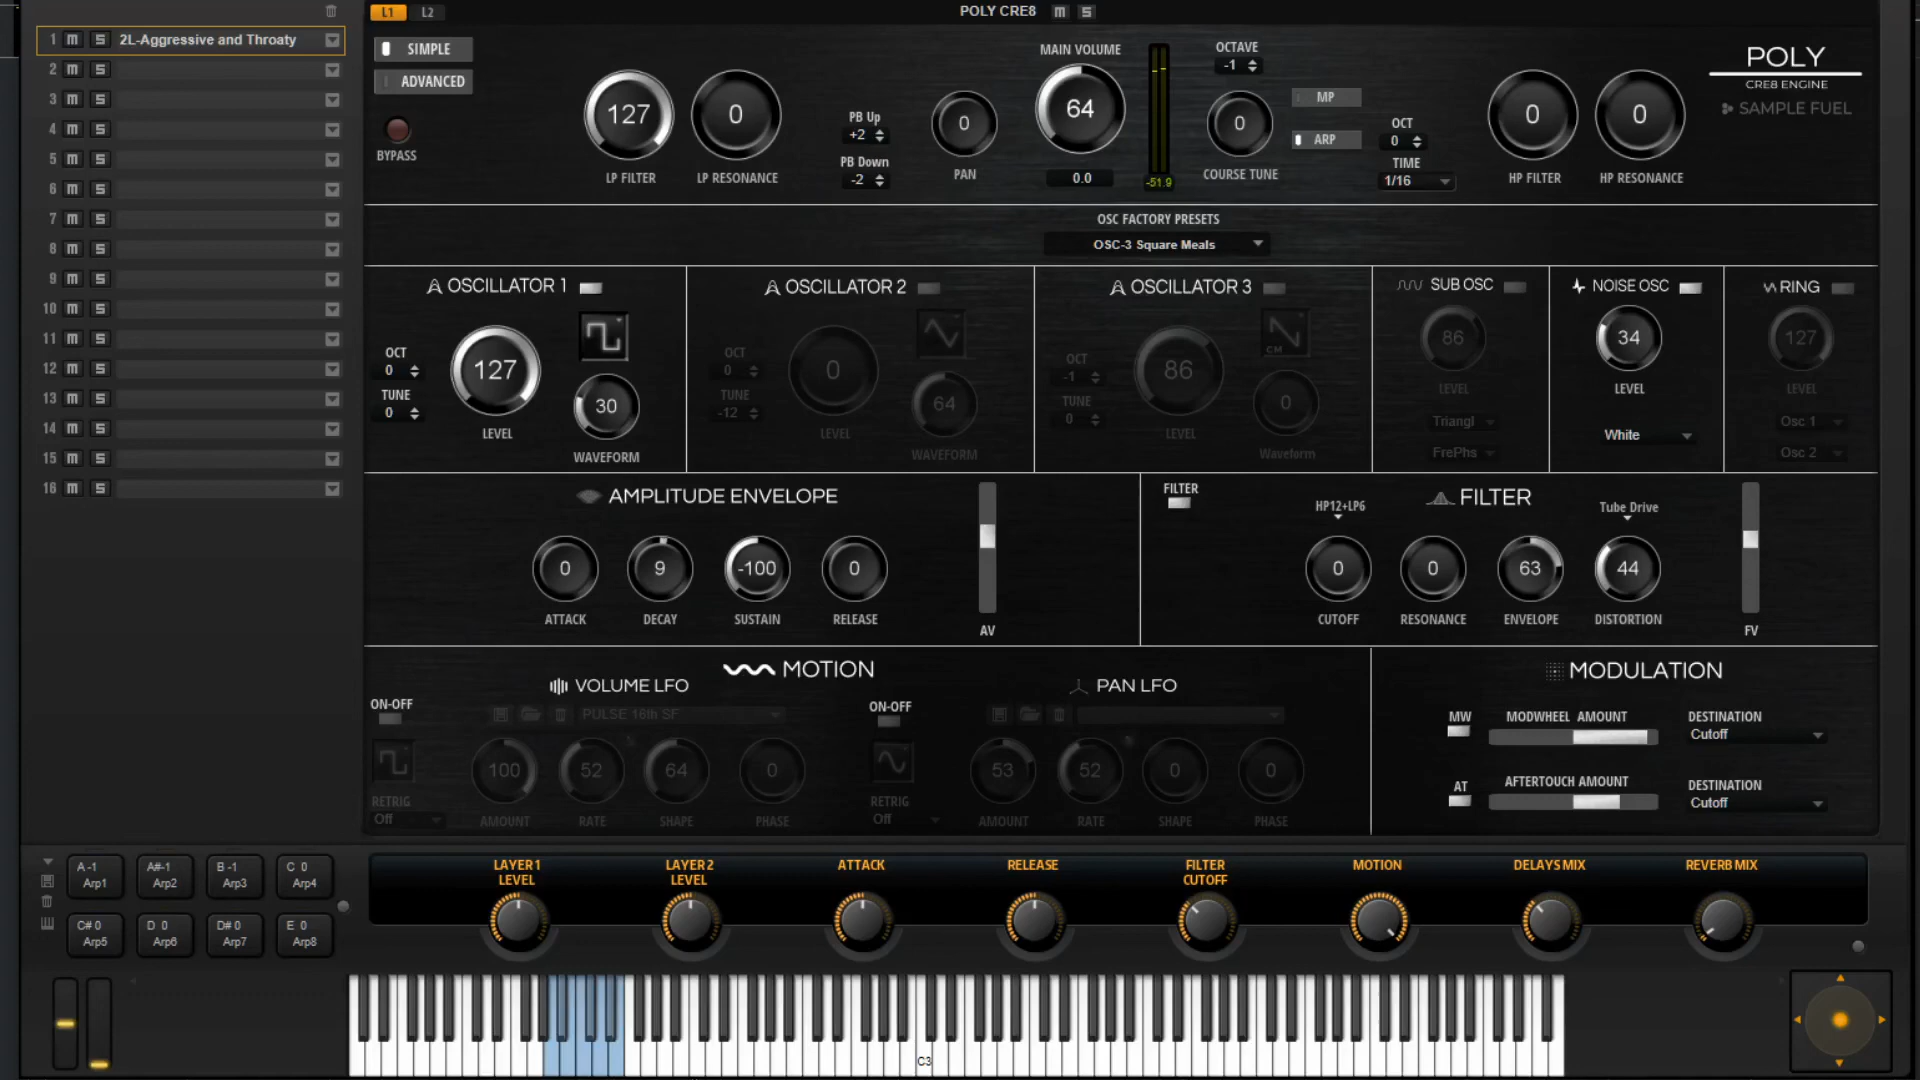 L1 L2 POLY CRE8 M S
1 M S 2L-Aggressive and Throaty
2 M S
3 M S
4 M S
5 M S
6 M S
7 M S
8 M S
9 M S
10 M S
11 M S
12 M S
13 M S
14 M S
15 M S
16 M S
SIMPLE
ADVANCED
BYPASS
127
LP FILTER
0
LP RESONANCE
PB Up
+2
PB Down
-2
0
PAN
MAIN VOLUME
64
0.0
-51.9
OCTAVE
-1
0
COURSE TUNE
MP
ARP
OCT
0
TIME
1/16
0
HP FILTER
0
HP RESONANCE
POLY
CRE8 ENGINE
SAMPLE FUEL
OSC FACTORY PRESETS
OSC-3 Square Meals
OSCILLATOR 1
OCT
0
TUNE
0
127
LEVEL
30
WAVEFORM
OSCILLATOR 2
OCT
0
TUNE
-12
0
LEVEL
64
WAVEFORM
OSCILLATOR 3
OCT
-1
TUNE
0
86
LEVEL
CM
0
Waveform
SUB OSC
86
LEVEL
Triangl
FrePhs
NOISE OSC
34
LEVEL
White
RING
127
LEVEL
Osc 1
Osc 2
AMPLITUDE ENVELOPE
0 9 -100 0
ATTACK DECAY SUSTAIN RELEASE
AV
FILTER
HP12+LP6
FILTER
Tube Drive
0 0 63 44
CUTOFF RESONANCE ENVELOPE DISTORTION
FV
MOTION
VOLUME LFO
ON-OFF
PULSE 16th SF
100 52 64 0
RETRIG
Off
AMOUNT RATE SHAPE PHASE
PAN LFO
ON-OFF
53 52 0 0
RETRIG
Off
AMOUNT RATE SHAPE PHASE
MODULATION
MW MODWHEEL AMOUNT DESTINATION
Cutoff
AT AFTERTOUCH AMOUNT DESTINATION
Cutoff
A -1 A#-1 B -1 C 0
Arp1 Arp2 Arp3 Arp4
C# 0 D 0 D# 0 E 0
Arp5 Arp6 Arp7 Arp8
LAYER 1 LEVEL
LAYER 2 LEVEL
ATTACK
RELEASE
FILTER CUTOFF
MOTION
DELAYS MIX
REVERB MIX
C3